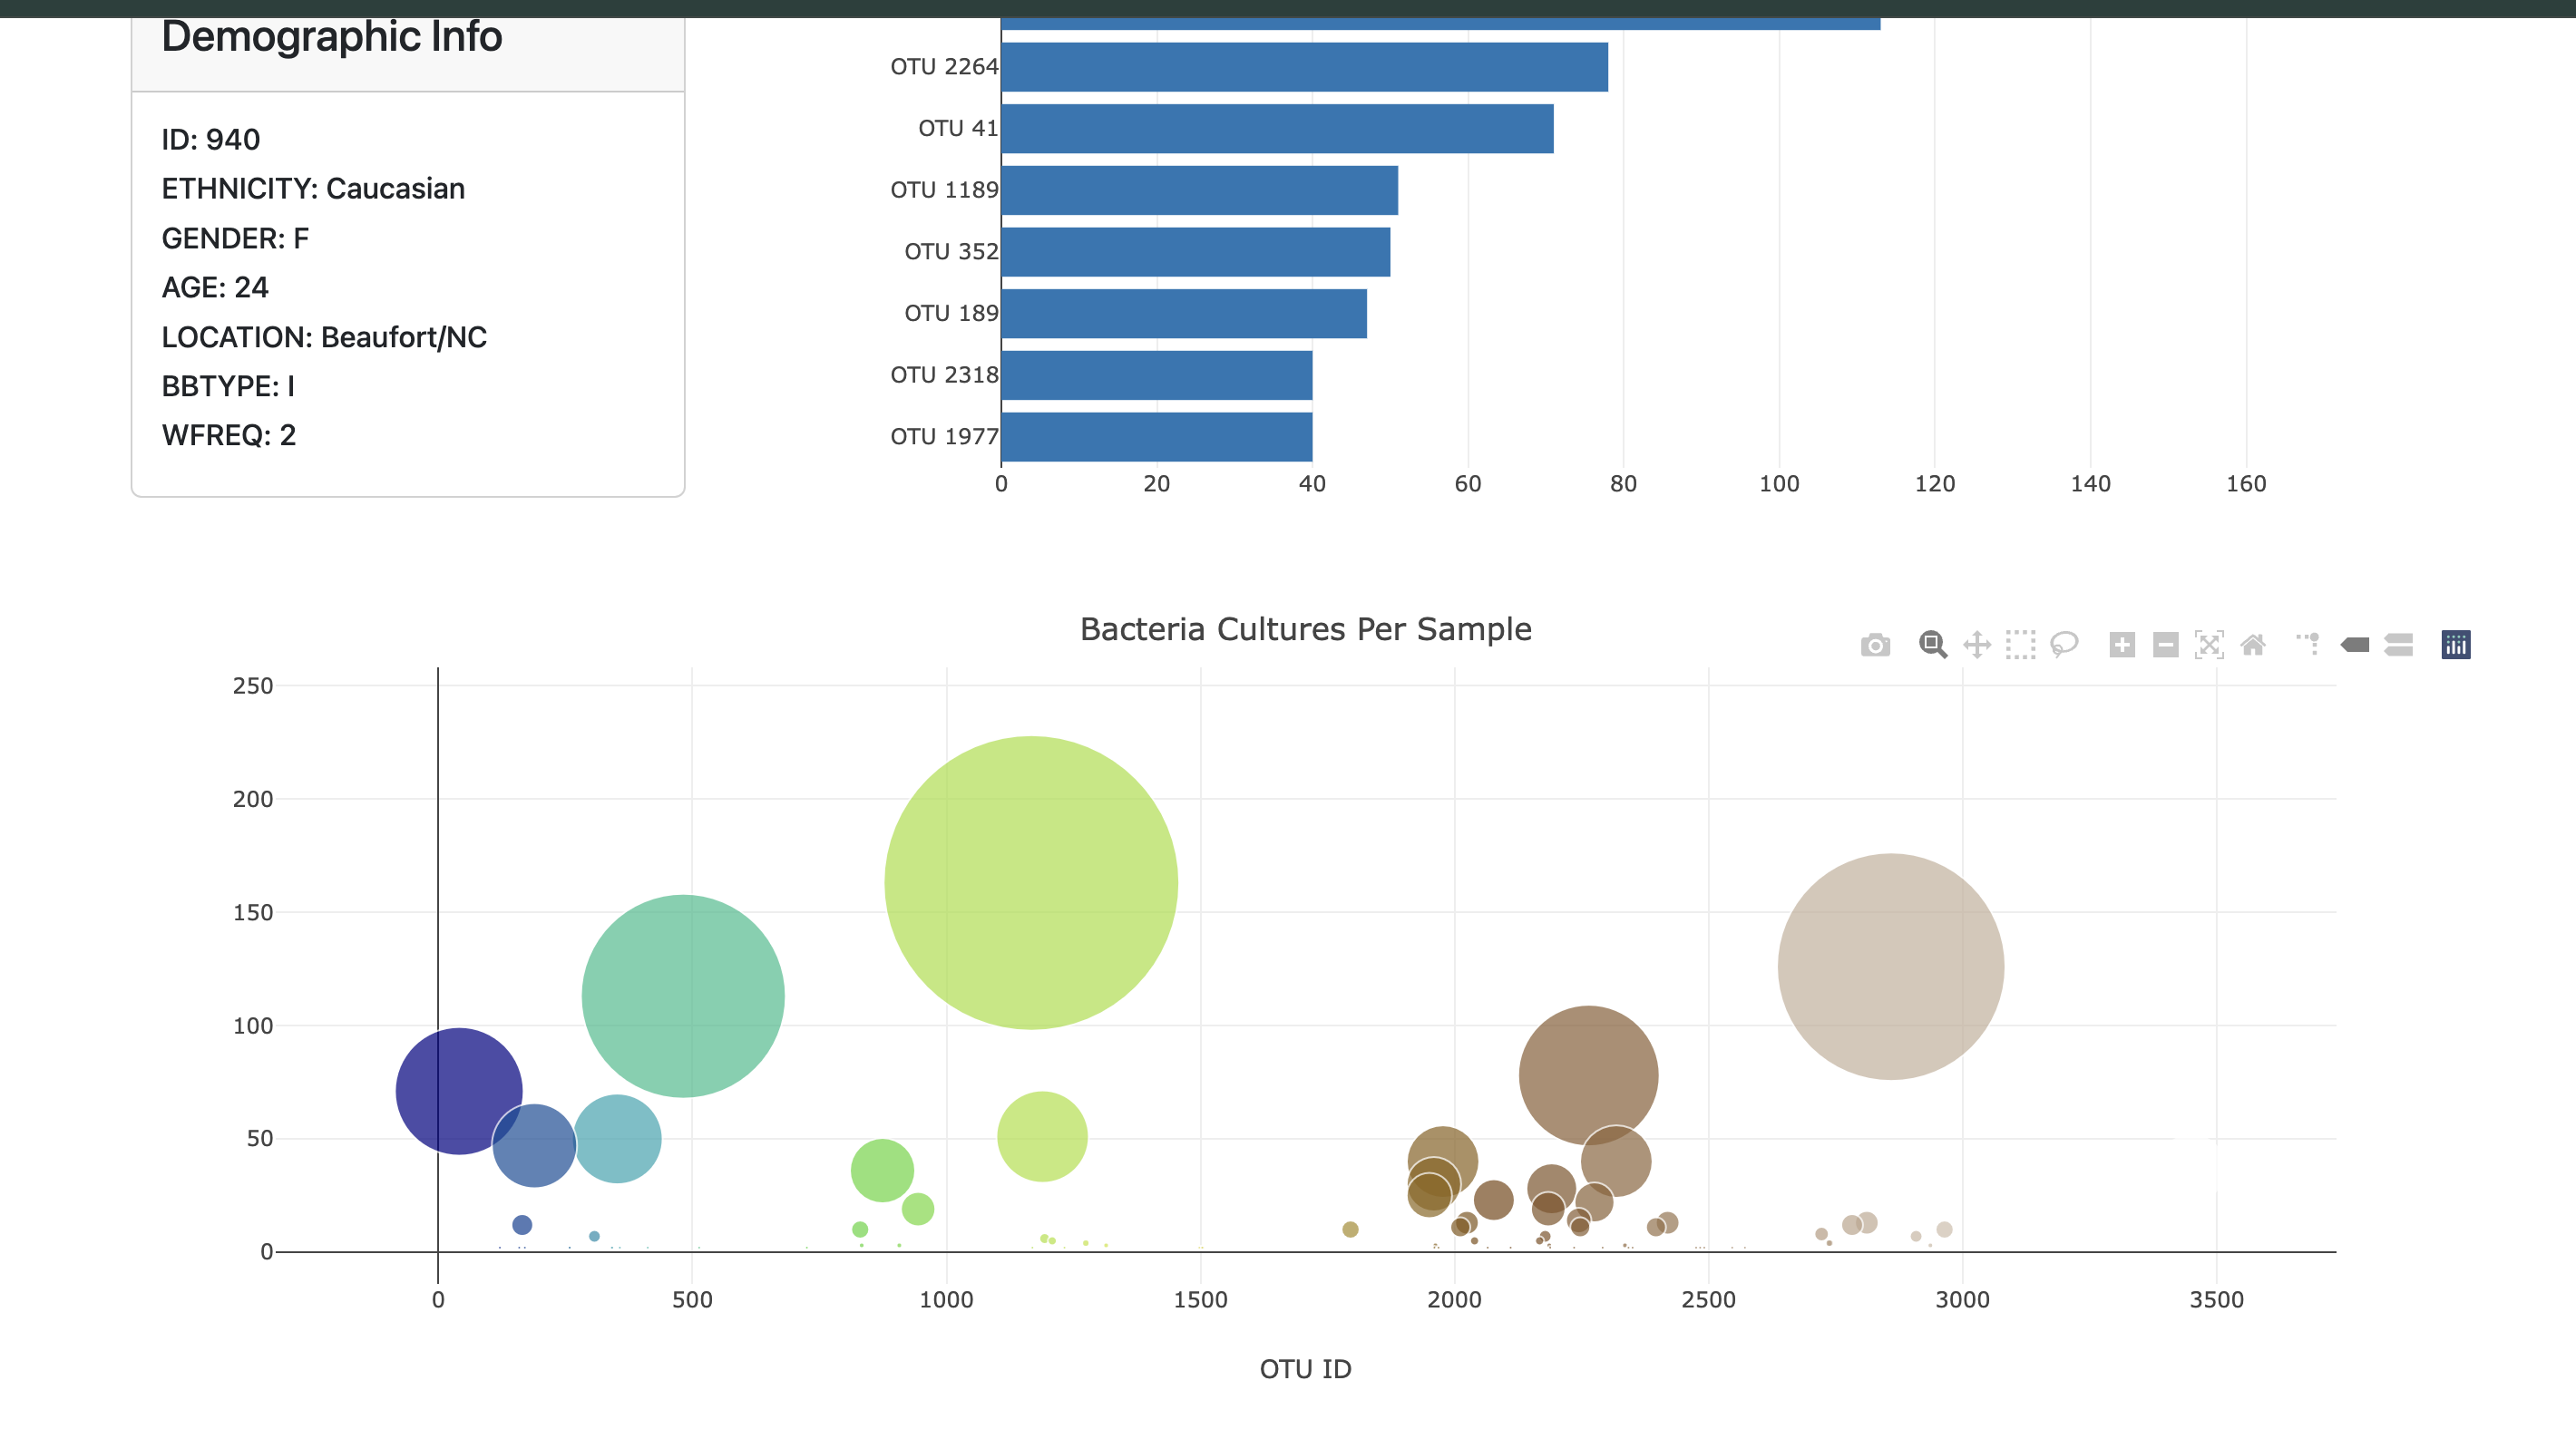 Demographic Info
ID: 940
ETHNICITY: Caucasian
GENDER: F
AGE: 24
LOCATION: Beaufort/NC
BBTYPE: I
WFREQ: 2
OTU 2264
OTU 41
OTU 1189
OTU 352
OTU 189
OTU 2318
OTU 1977
0 20 40 60 80 100 120 140 160
Bacteria Cultures Per Sample
250
200
150
100
50
0
0 500 1000 1500 2000 2500 3000 3500
OTU ID